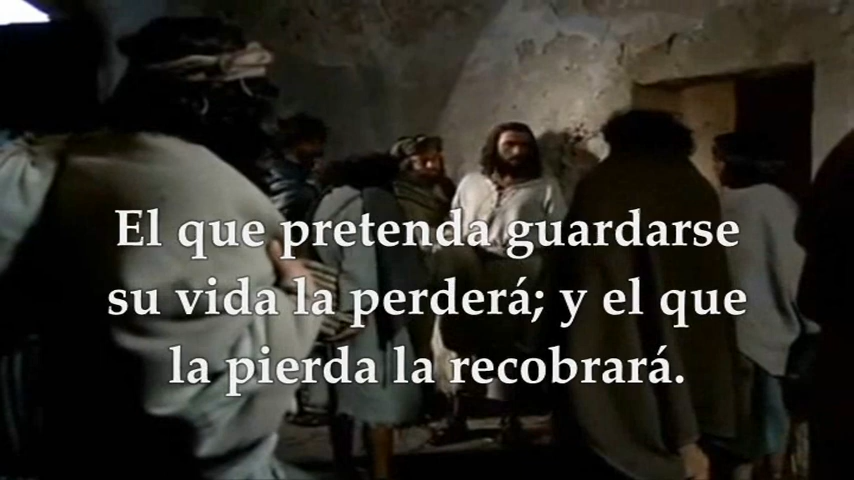 El que pretenda guardarse
su vida la perderá; y el que
la pierda la recobrará.